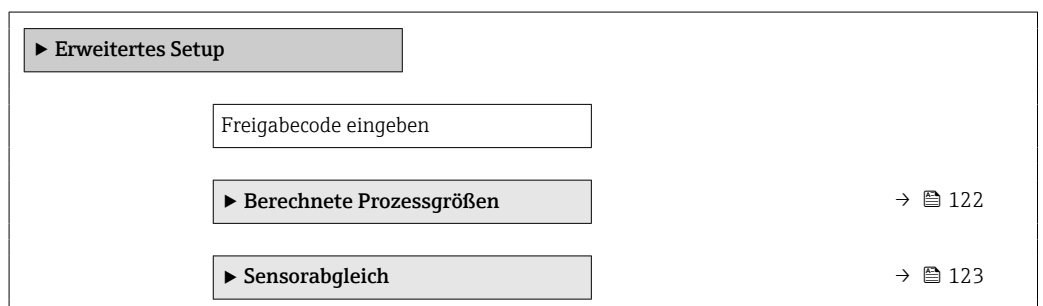 ▶ Erweitertes Setup
Freigabecode eingeben
▶ Berechnete Prozessgrößen → 122
▶ Sensorabgleich → 123